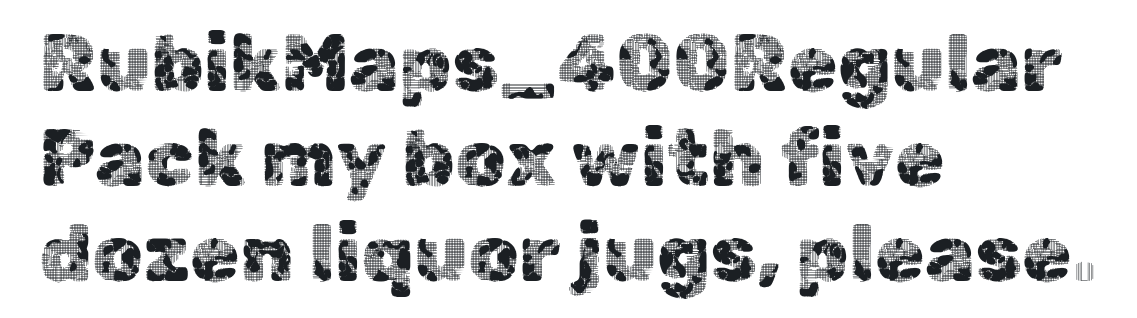 RubikMaps_400Regular
Pack my box with five
dozen liquor jugs, please.